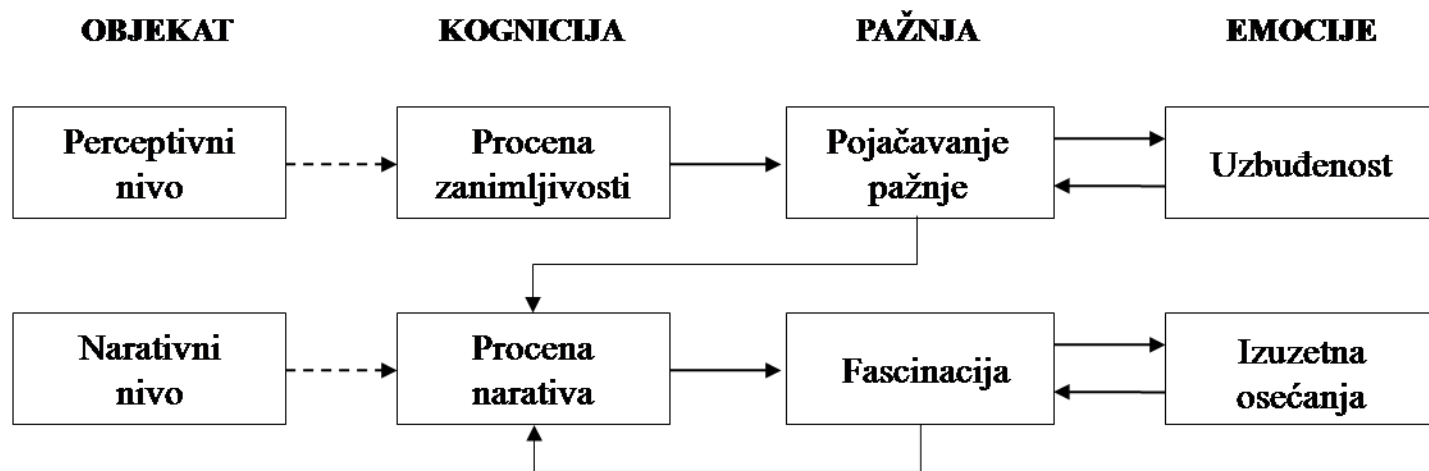 OBJEKAT KOGNICIJA PAŽNJA EMOCIJE
Perceptivni
nivo
Procena
zanimljivosti
Pojačavanje
pažnje
Uzbuđenost
Narativni
nivo
Procena
narativa
Fascinacija
Izuzetna
osećanja